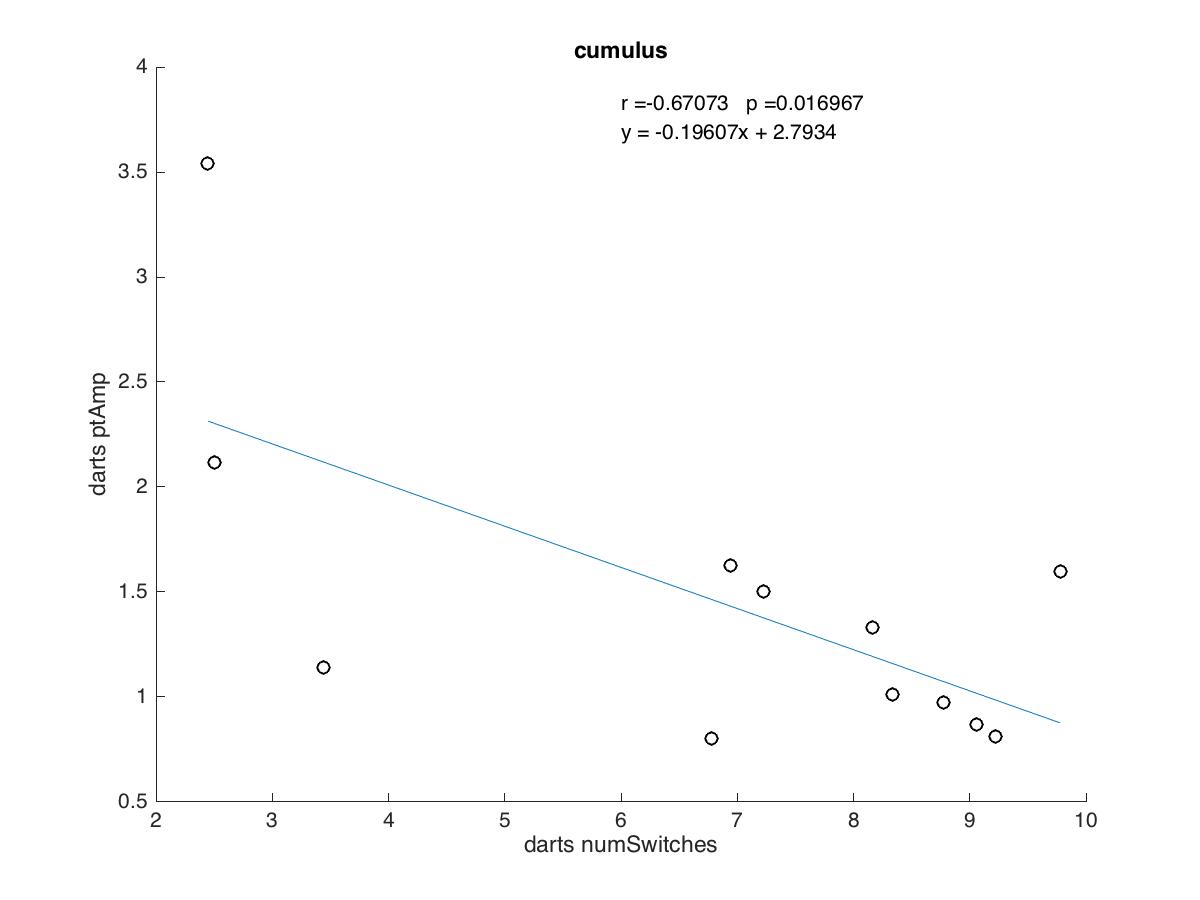 cumulus
r =-0.67073 p =0.016967
y = -0.19607x + 2.7934
4
3.5
3
2.5
2
1.5
1
0.5
darts ptAmp
2 3 4 5 6 7 8 9 10
darts numSwitches